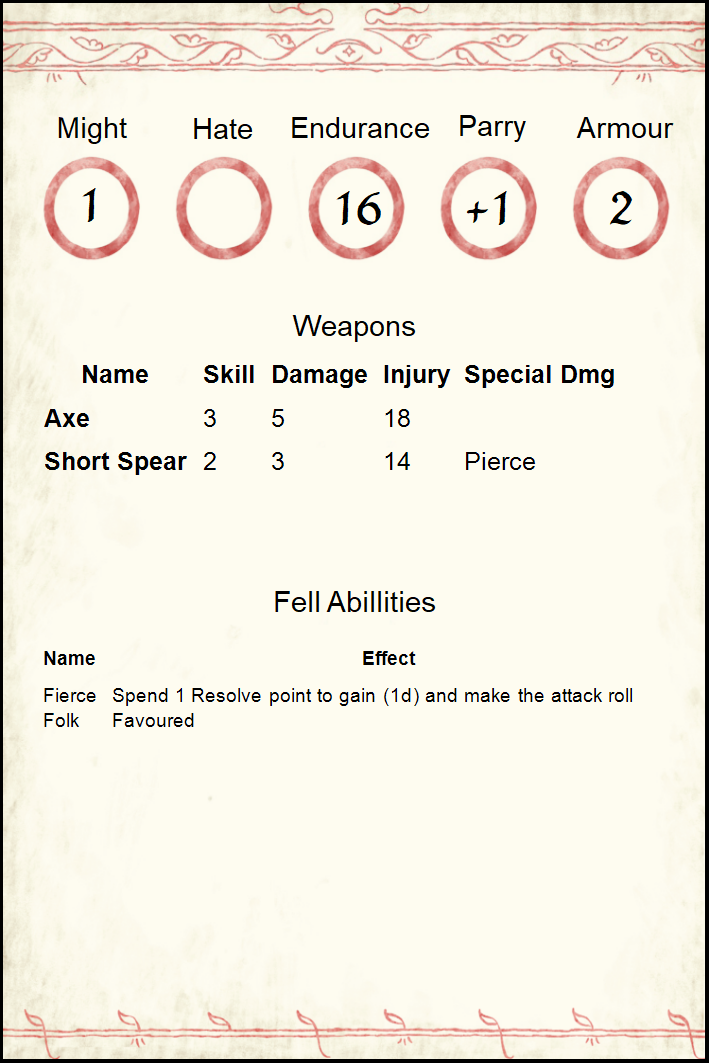 Might Hate Endurance Parry Armour
1 16 +1 2
Weapons
Name Skill Damage Injury Special Dmg
Axe 3 5 18
Short Spear 2 3 14 Pierce
Fell Abillities
Name Effect
Fierce Spend 1 Resolve point to gain (1d) and make the attack roll
Folk Favoured